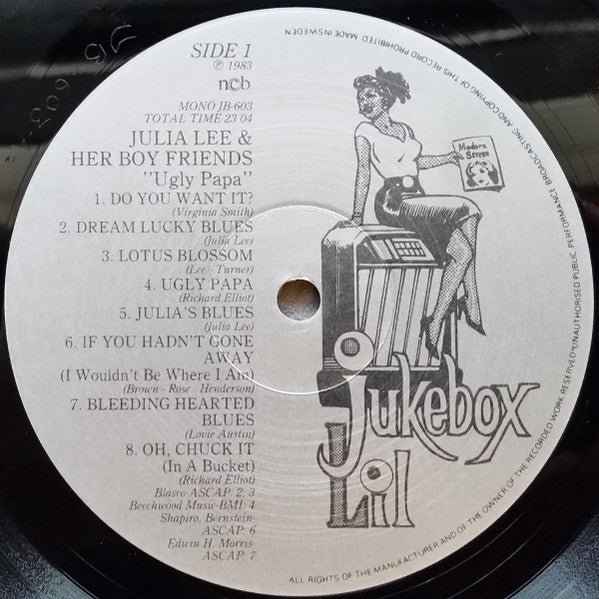 SIDE 1
℗ 1983
ncb
MONO JB-603
TOTAL TIME 23 04
JULIA LEE &
HER BOY FRIENDS
"Ugly Papa"
1. DO YOU WANT IT?
(Virginia Smith)
2. DREAM LUCKY BLUES
(Julia Lee)
3. LOTUS BLOSSOM
(Lee - Turner)
4. UGLY PAPA
(Richard Elliot)
5. JULIA'S BLUES
(Julia Lee)
6. IF YOU HADN'T GONE
AWAY
(I Wouldn't Be Where I Am)
(Brown - Rose - Henderson)
7. BLEEDING HEARTED
BLUES
(Lovie Austin)
8. OH, CHUCK IT
(In A Bucket)
(Richard Elliot)
Blasco-ASCAP: 2, 3
Beechwood Music-BMI: 4
Shapiro, Bernstein-
ASCAP: 6
Edwin H. Morris-
ASCAP: 7
Modern
Screen
Jukebox
Lil
ALL RIGHTS OF THE MANUFACTURER AND OF THE OWNER OF THE RECORDED WORK RESERVED·UNAUTHORISED PUBLIC PERFORMANCE BROADCASTING AND COPYING OF THIS RECORD PROHIBITED MADE IN SWEDEN